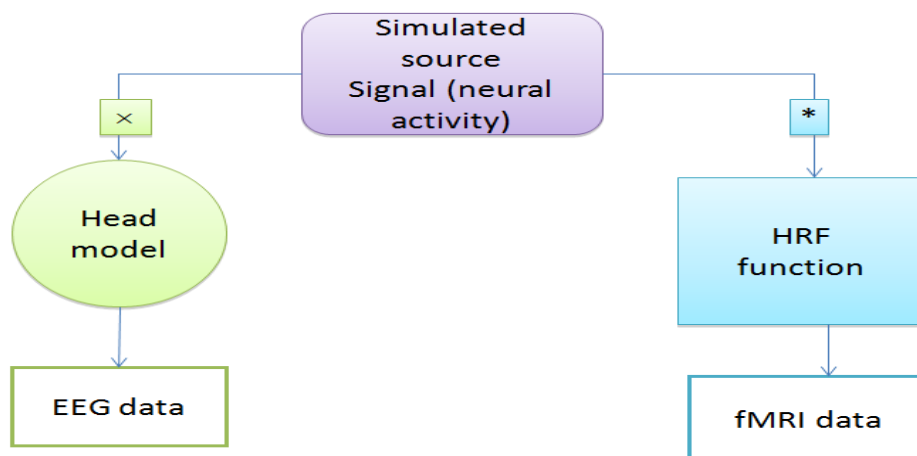 Simulated
source
Signal (neural
activity)
×
*
Head
model
HRF
function
EEG data
fMRI data